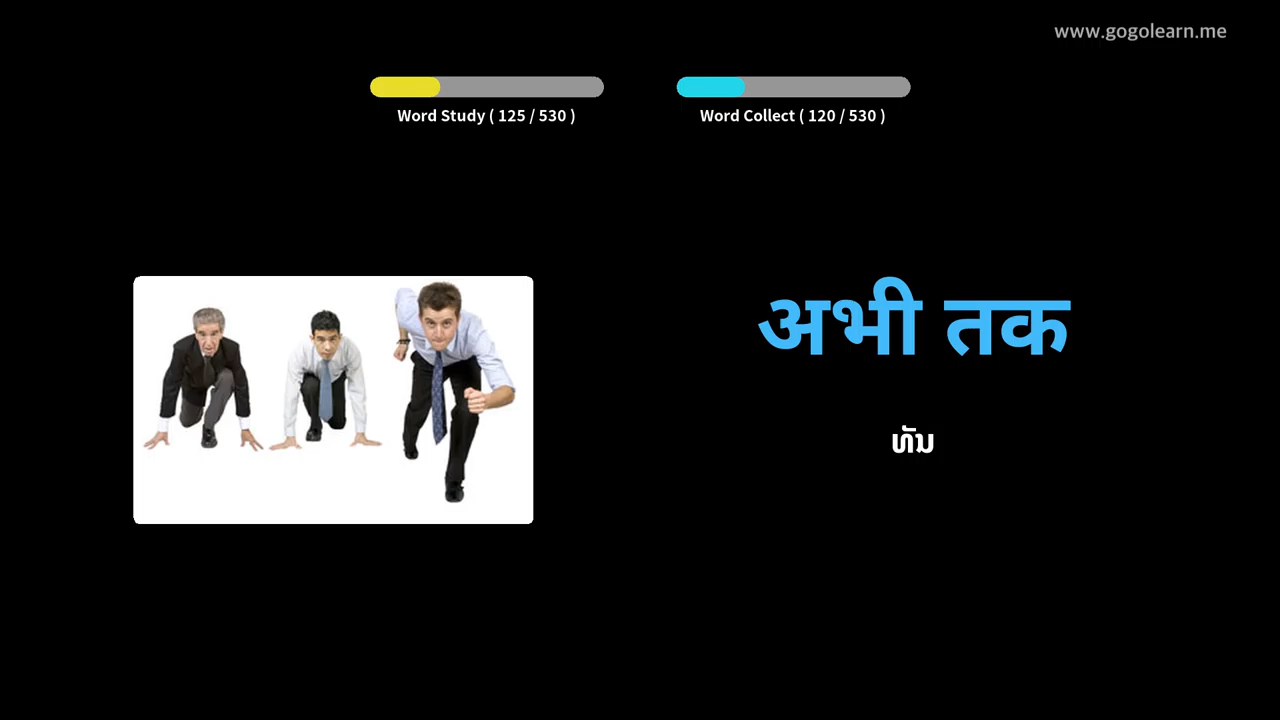 www.gogolearn.me
Word Study ( 125 / 530 )
Word Collect ( 120 / 530 )
अभी तक
ທັນ